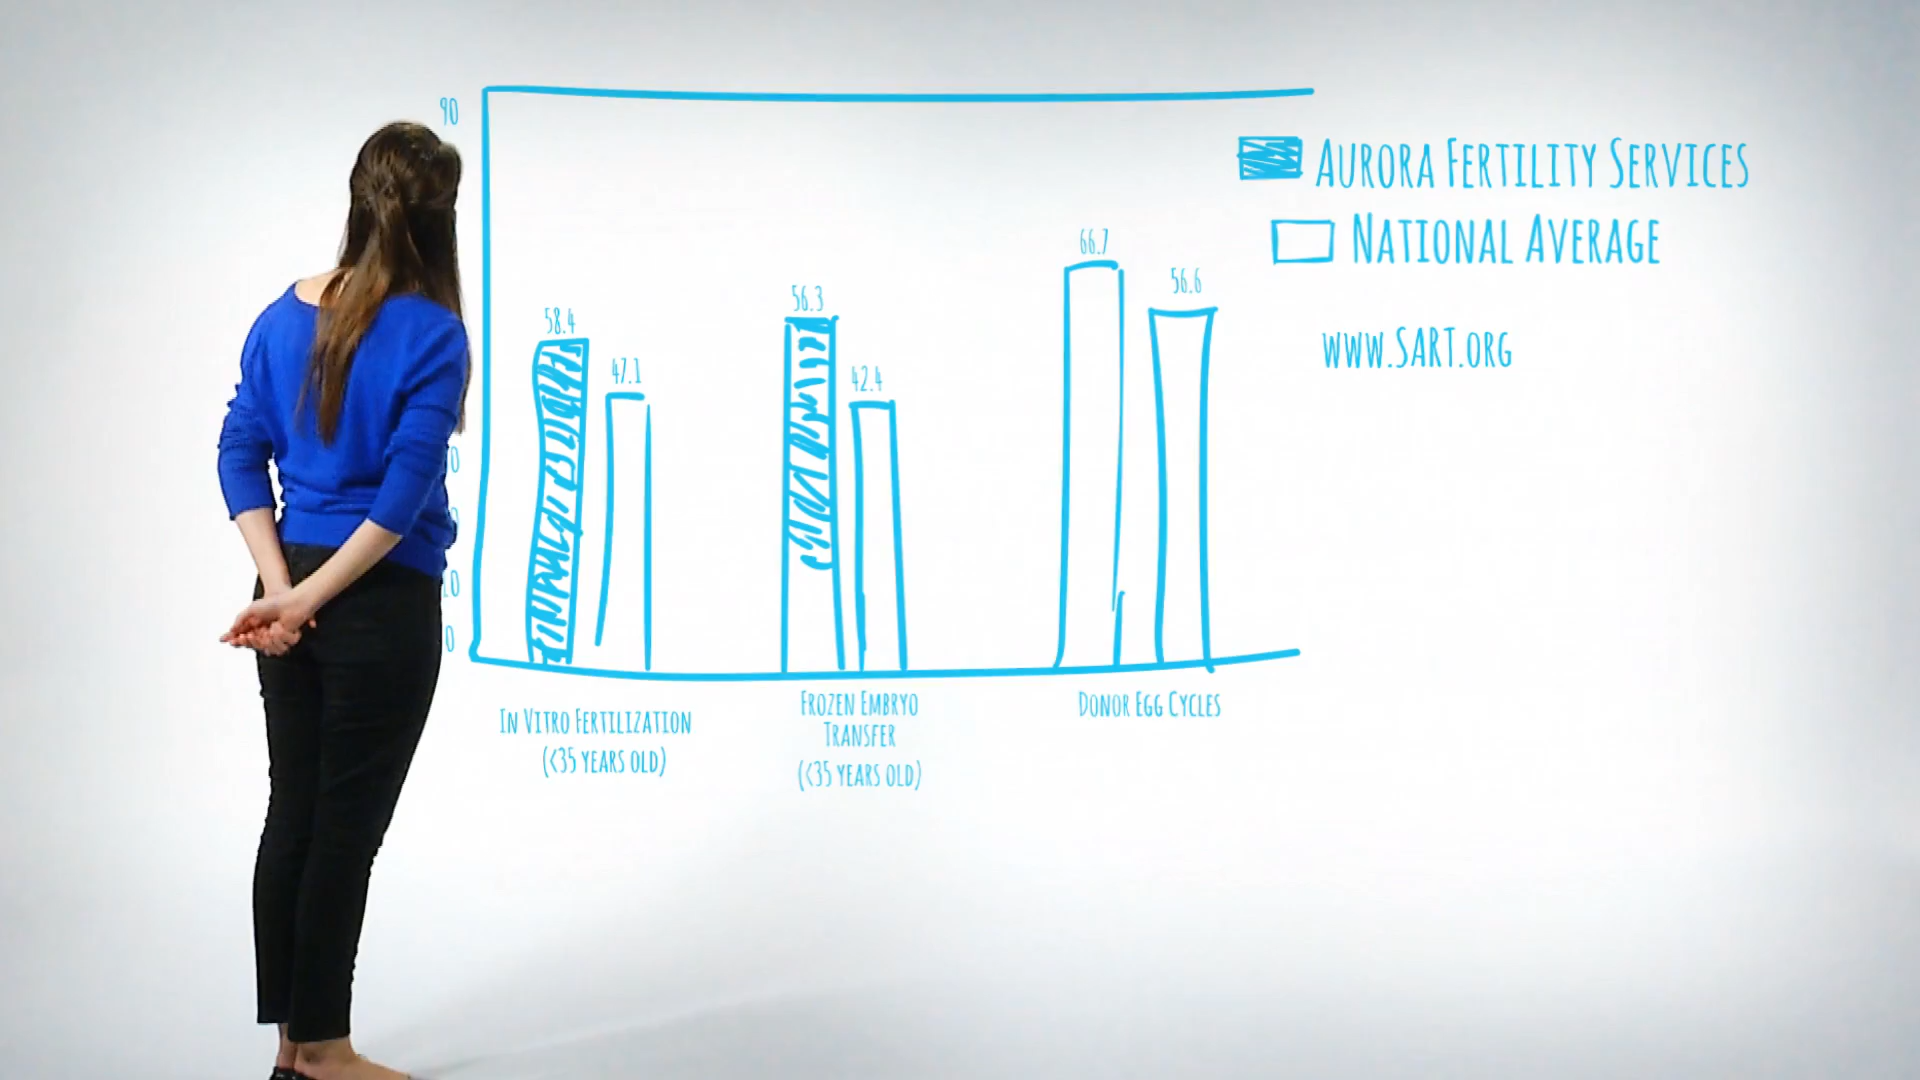 90
10
0
AURORA FERTILITY SERVICES
NATIONAL AVERAGE
www.SART.ORG
58.4
47.1
56.3
42.4
66.7
56.6
IN VITRO FERTILIZATION
(<35 YEARS OLD)
FROZEN EMBRYO
TRANSFER
(<35 YEARS OLD)
DONOR EGG CYCLES